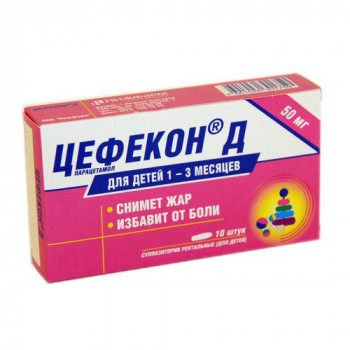 50 мг
ЦЕФЕКОН® Д
ПАРАЦЕТАМОЛ
ДЛЯ ДЕТЕЙ 1 – 3 МЕСЯЦЕВ
• СНИМЕТ ЖАР
• ИЗБАВИТ ОТ БОЛИ
10 штук
СУППОЗИТОРИИ РЕКТАЛЬНЫЕ (ДЛЯ ДЕТЕЙ)